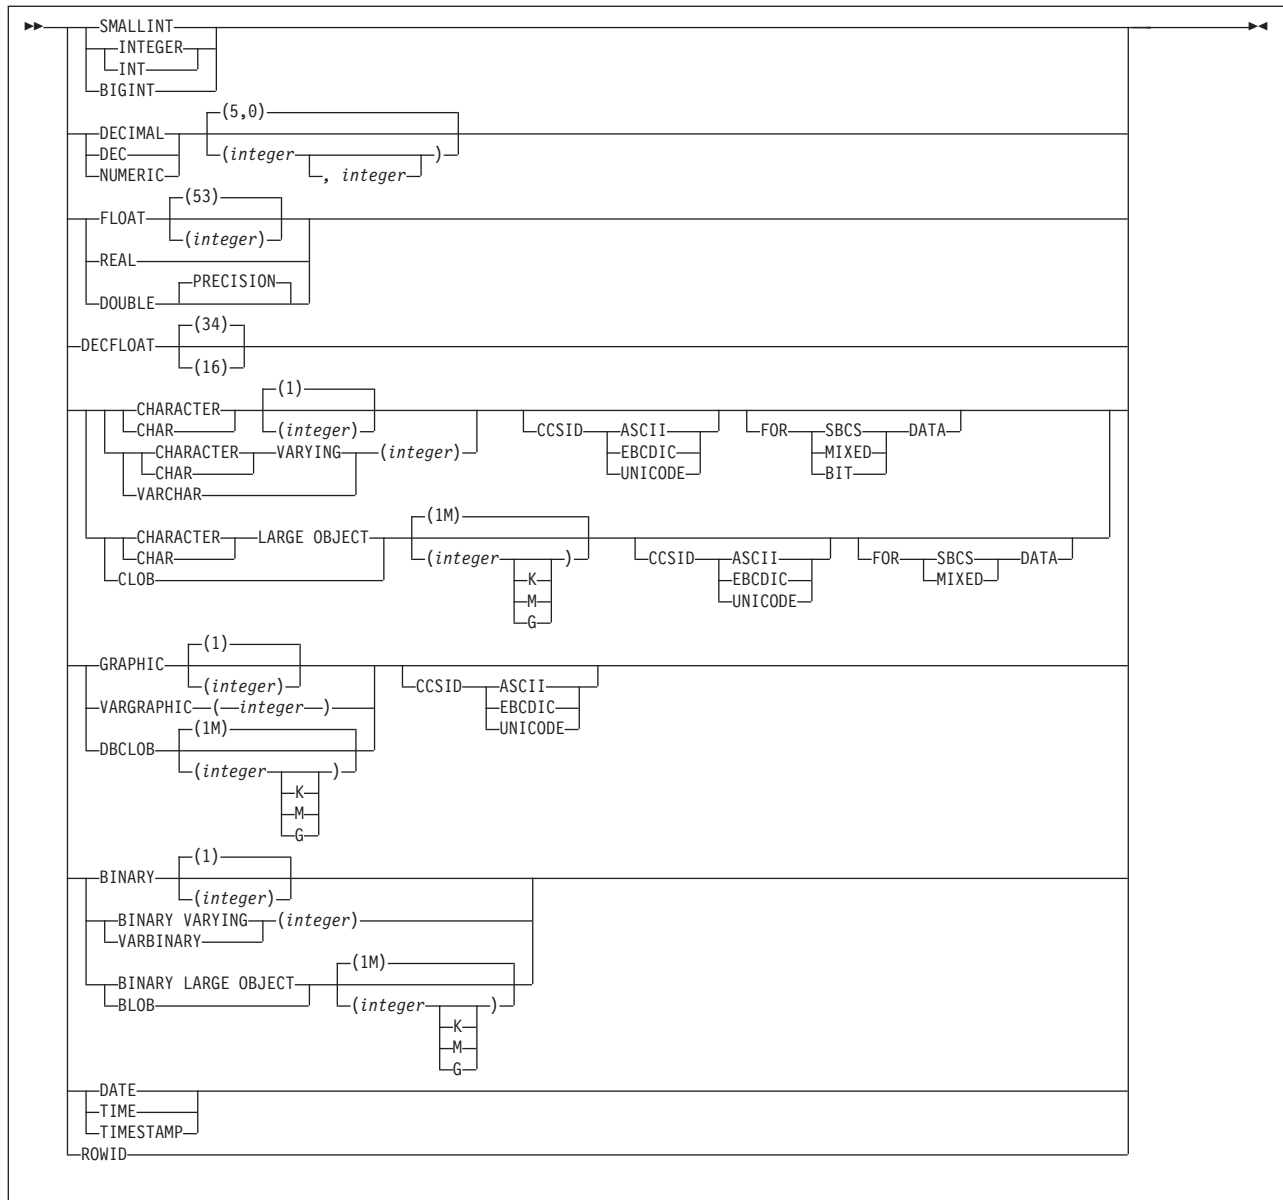 SMALLINT
INTEGER
INT
BIGINT
(5,0)
DECIMAL
DEC (integer )
NUMERIC , integer
(53)
FLOAT
(integer)
REAL
PRECISION
DOUBLE
(34)
DECFLOAT
(16)
(1)
CHARACTER
CHAR (integer) CCSID ASCII FOR SBCS DATA
CHARACTER VARYING (integer) EBCDIC MIXED
CHAR UNICODE BIT
VARCHAR
(1M)
CHARACTER LARGE OBJECT
CHAR (integer ) CCSID ASCII FOR SBCS DATA
CLOB K EBCDIC MIXED
M UNICODE
G
(1)
GRAPHIC
(integer) CCSID ASCII
VARGRAPHIC ( integer ) EBCDIC
(1M) UNICODE
DBCLOB
(integer )
K
M
G
(1)
BINARY
(integer)
BINARY VARYING (integer)
VARBINARY
(1M)
BINARY LARGE OBJECT
BLOB (integer )
K
M
G
DATE
TIME
TIMESTAMP
ROWID